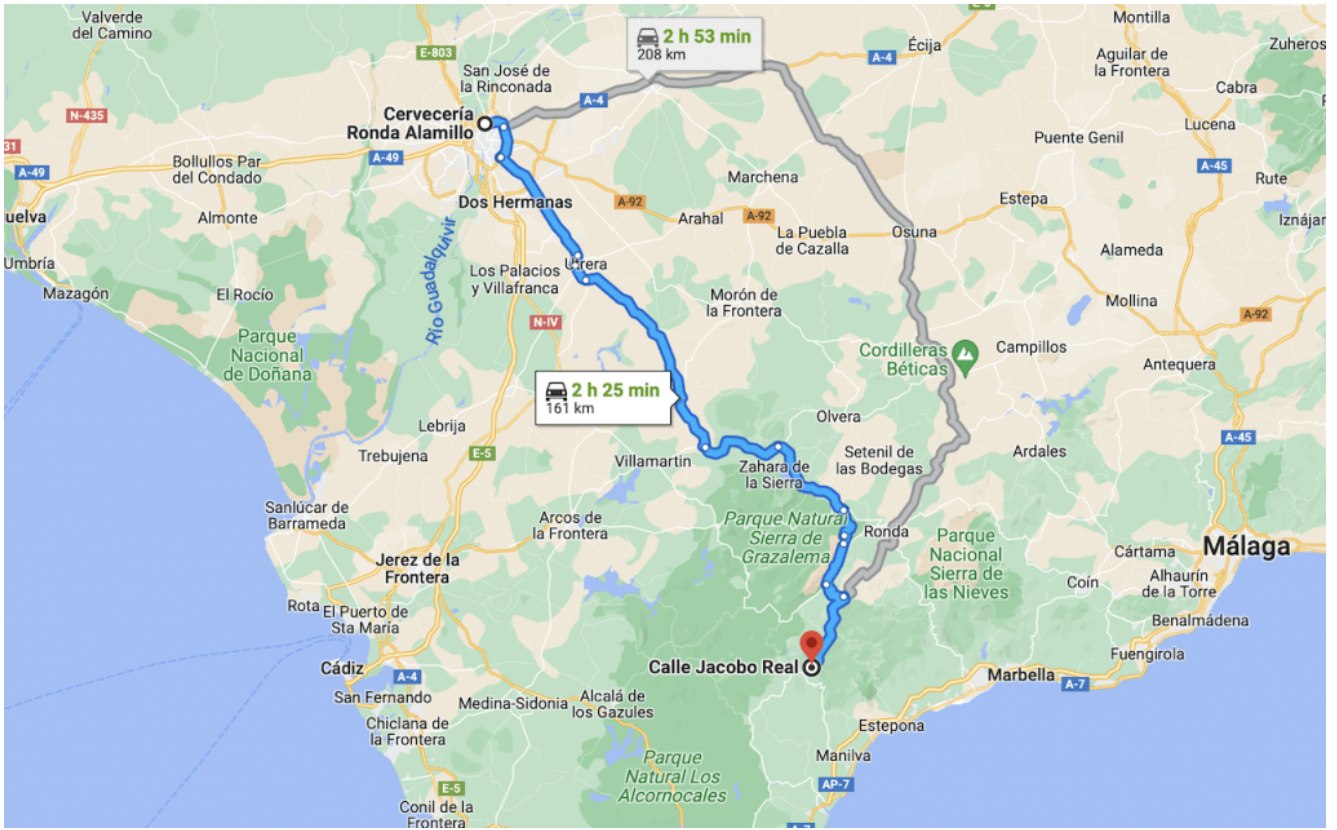 Valverde
del Camino
E-803
2 h 53 min
208 km
E-5
Écija
A-4
Montilla
Aguilar de
la Frontera
Zuheros
Cabra
San José de
la Rinconada
Cervecería
Ronda Alamillo
A-4
N-435
31
A-49
Bollullos Par
del Condado
A-49
Puente Genil
Lucena
A-45
Rute
Marchena
Dos Hermanas
A-92
Arahal
A-92
La Puebla
de Cazalla
Osuna
Estepa
Iznájar
uelva
Almonte
Umbría
Mazagón
El Rocío
Río Guadalquivir
Los Palacios
y Villafranca
Utrera
Morón de
la Frontera
Alameda
Mollina
A-92
N-IV
Parque
Nacional
de Doñana
Cordilleras
Béticas
Campillos
Antequera
2 h 25 min
161 km
Lebrija
Trebujena
E-5
Villamartin
Olvera
Zahara de
la Sierra
Setenil de
las Bodegas
Ardales
A-45
Sanlúcar de
Barrameda
Arcos de
la Frontera
Parque Natural
Sierra de
Grazalema
Ronda
Parque
Nacional
Sierra de
las Nieves
Cártama
Málaga
Jerez de la
Frontera
Coín
Alhaurín
de la Torre
Rota
El Puerto de
Sta María
Benalmádena
Fuengirola
Cádiz
A-4
Calle Jacobo Real
Marbella
A-7
San Fernando
Medina-Sidonia
Alcalá de
los Gazules
Chiclana de
la Frontera
Estepona
Manilva
Parque
Natural Los
Alcornocales
AP-7
E-5
Conil de la
Frontera
A-7